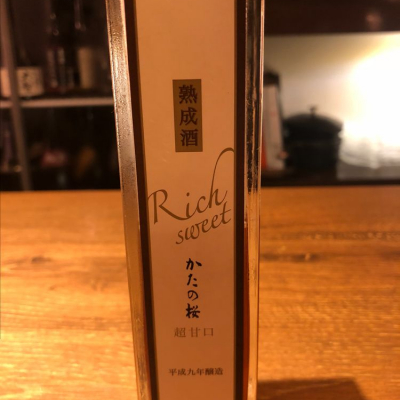 熟成酒
Rich
sweet
かたの桜
超甘口
平成九年醸造